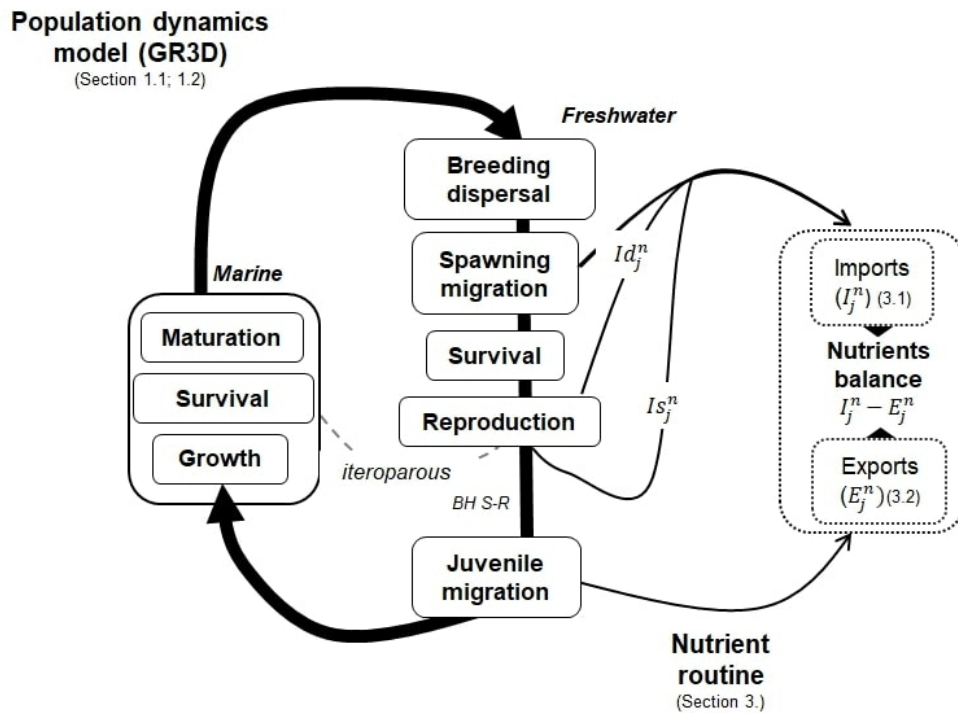 Population dynamics
model (GR3D)
(Section 1.1; 1.2)
Freshwater
Breeding
dispersal
Marine
Spawning
migration
Id_j^n
Imports
(I_j^n) (3.1)
Maturation
Survival
Nutrients
balance
I_j^n − E_j^n
Survival
Reproduction
Is_j^n
Growth
iteroparous
BH S-R
Exports
(E_j^n)(3.2)
Juvenile
migration
Nutrient
routine
(Section 3.)